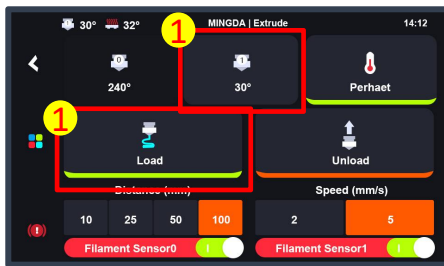 30° 32° MINGDA | Extrude 14:12
1
0 1
240° 30° Perhaet
1
Load Unload
Distance (mm) Speed (mm/s)
10 25 50 100 2 5
Filament Sensor0 Filament Sensor1